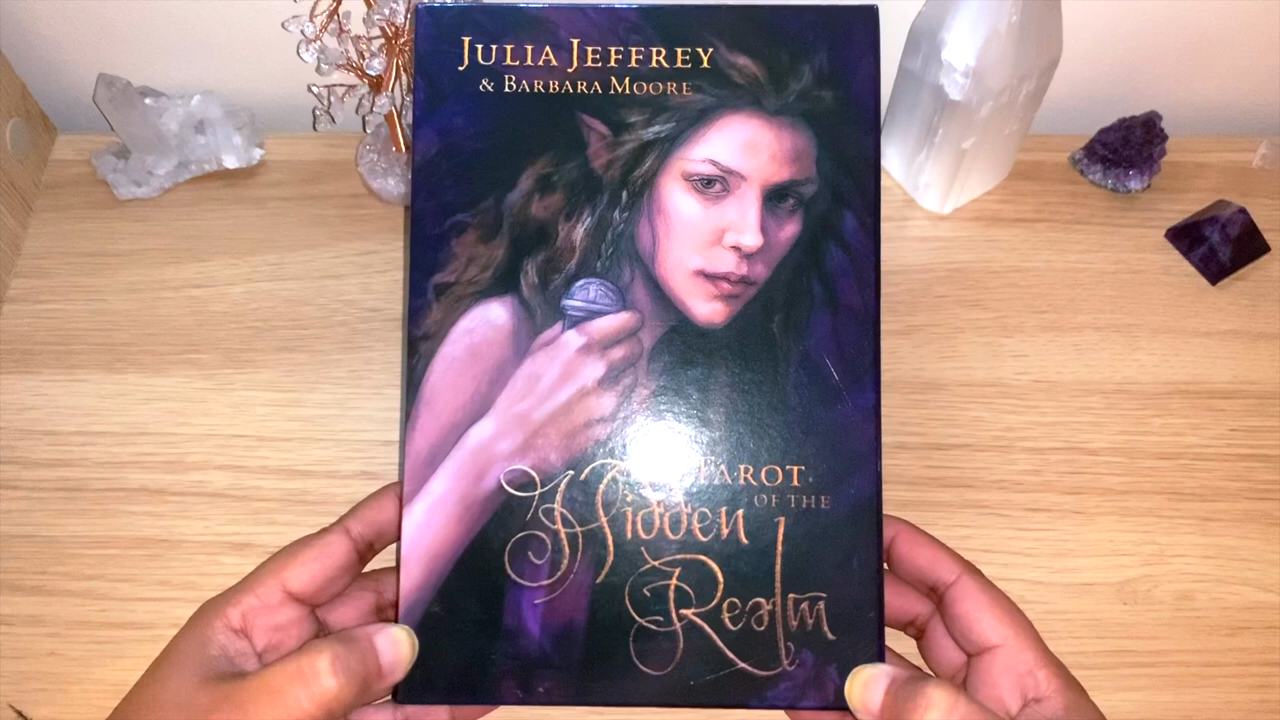 JULIA JEFFREY
& BARBARA MOORE
TAROT
OF THE
Hidden
Realm